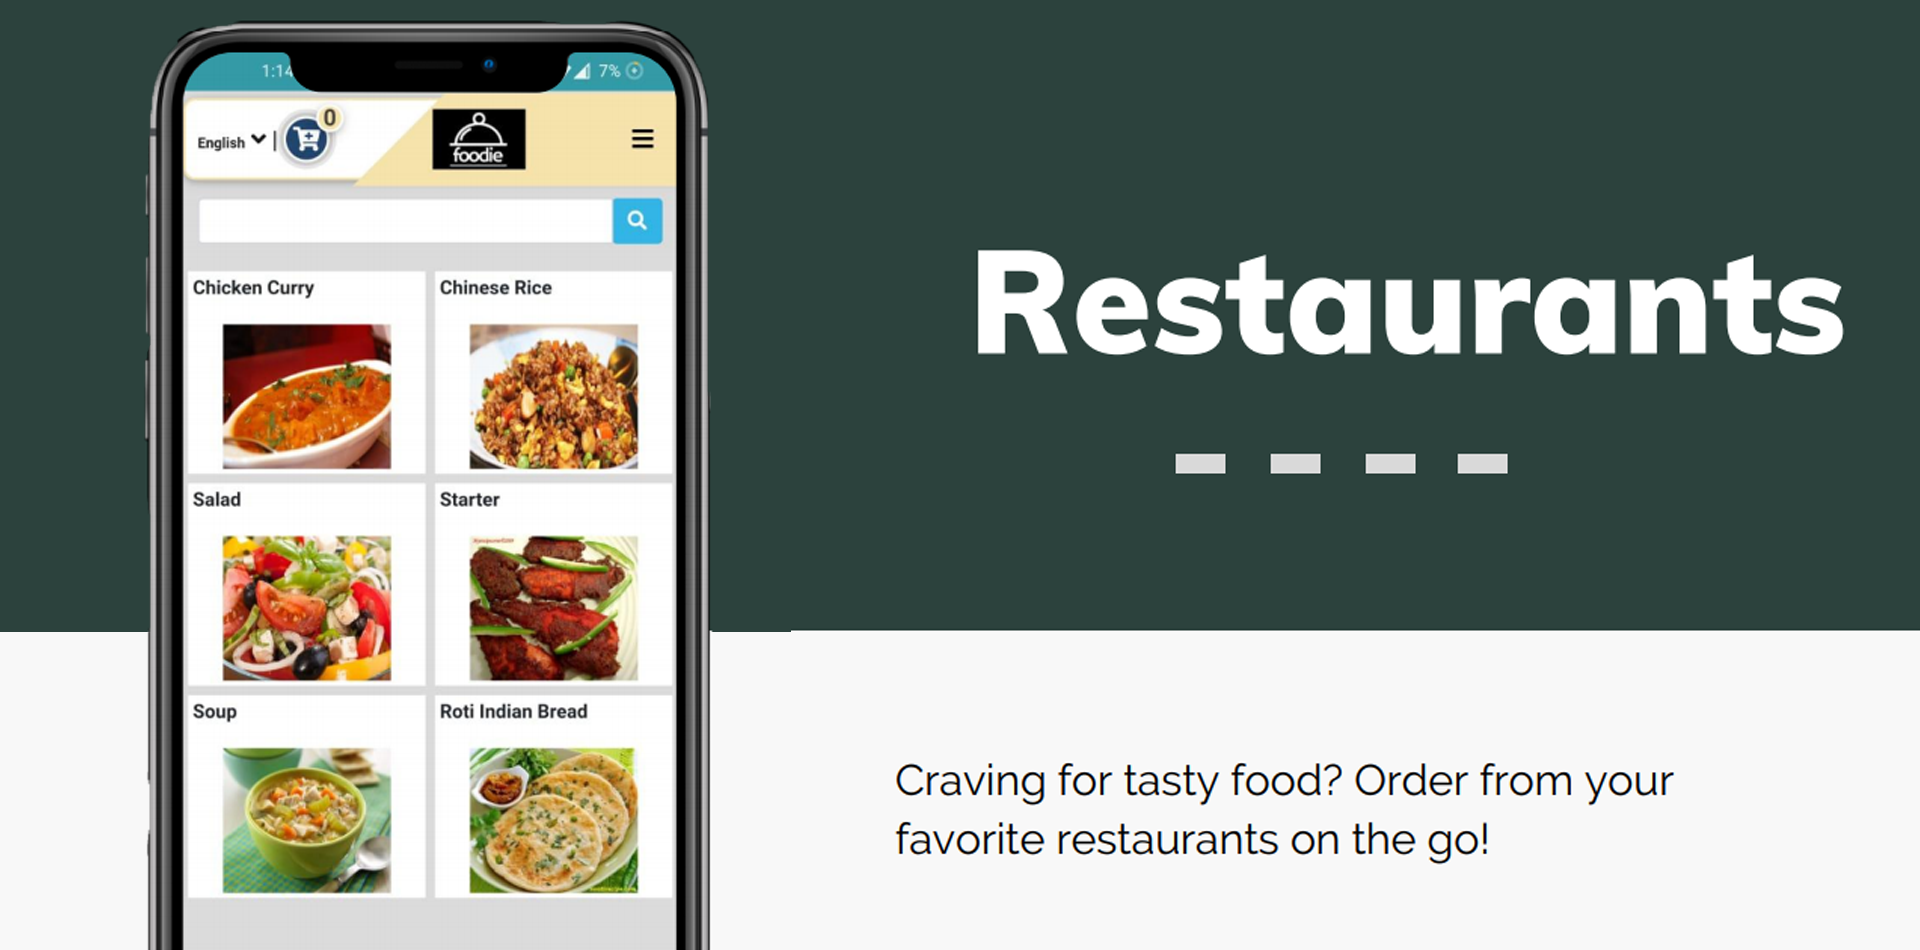 1:14
7%
English
0
foodie
Chicken Curry
Chinese Rice
Salad
Starter
Soup
Roti Indian Bread
Restaurants
Craving for tasty food? Order from your
favorite restaurants on the go!